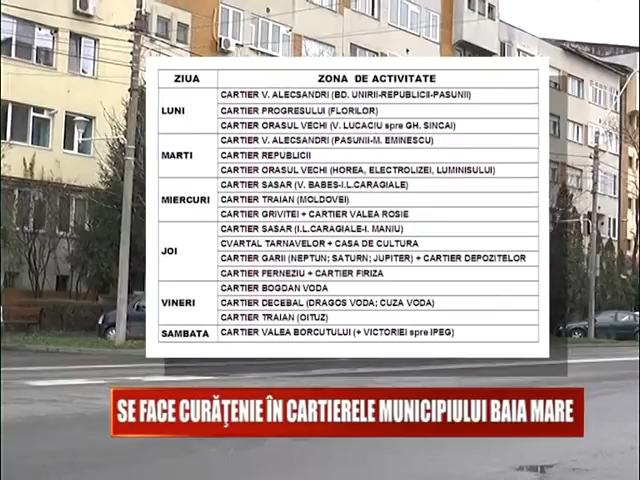 ZIUA ZONA DE ACTIVITATE
LUNI
CARTIER V. ALECSANDRI (BD. UNIRII-REPUBLICII-PASUNII)
CARTIER PROGRESULUI (FLORILOR)
CARTIER ORASUL VECHI (V. LUCACIU spre GH. SINCAI)
MARTI
CARTIER V. ALECSANDRI (PASUNII-M. EMINESCU)
CARTIER REPUBLICII
CARTIER ORASUL VECHI (HOREA, ELECTROLIZEI, LUMINISULUI)
MIERCURI
CARTIER SASAR (V. BABES-I.L.CARAGIALE)
CARTIER TRAIAN (MOLDOVEI)
CARTIER GRIVITEI + CARTIER VALEA ROSIE
JOI
CARTIER SASAR (I.L.CARAGIALE-I. MANIU)
CVARTAL TARNAVELOR + CASA DE CULTURA
CARTIER GARII (NEPTUN; SATURN; JUPITER) + CARTIER DEPOZITELOR
CARTIER FERNEZIU + CARTIER FIRIZA
VINERI
CARTIER BOGDAN VODA
CARTIER DECEBAL (DRAGOS VODA; CUZA VODA)
CARTIER TRAIAN (OITUZ)
SAMBATA
CARTIER VALEA BORCUTULUI (+ VICTORIEI spre IPEG)
SE FACE CURĂŢENIE ÎN CARTIERELE MUNICIPIULUI BAIA MARE